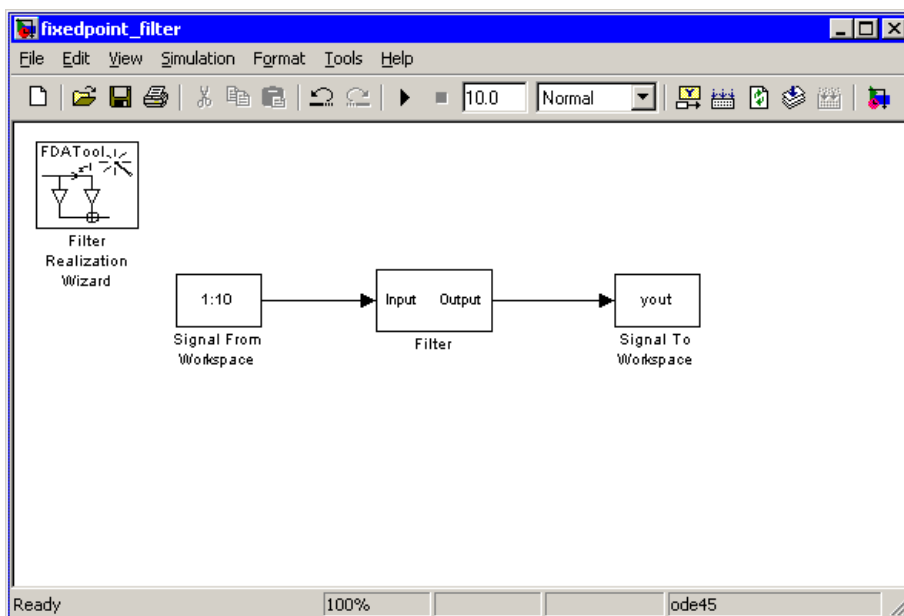 fixedpoint_filter
File Edit View Simulation Format Tools Help
10.0 Normal
FDATool
z-1
Filter
Realization
Wizard
1:10
Signal From
Workspace
Input Output
Filter
yout
Signal To
Workspace
Ready 100% ode45